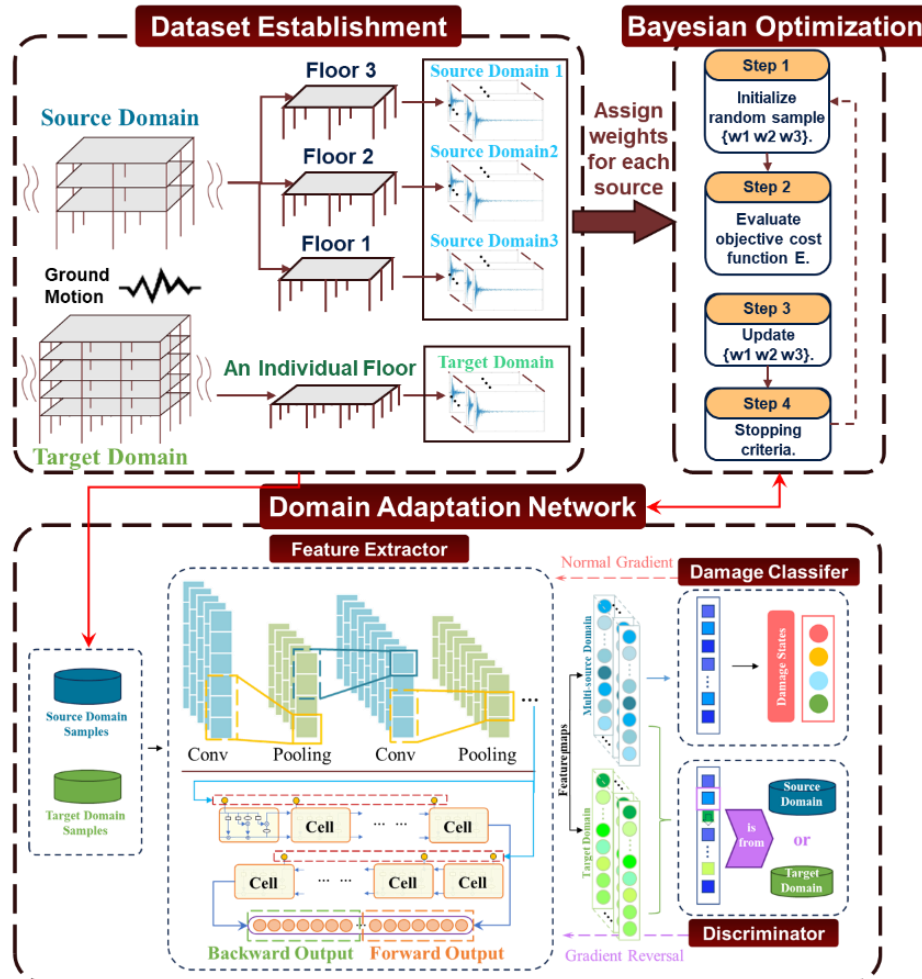 Dataset Establishment
Source Domain
Ground
Motion
Target Domain
Floor 3
Floor 2
Floor 1
An Individual Floor
Source Domain 1
Source Domain2
Source Domain3
Target Domain
Assign
weights
for each
source
Bayesian Optimization
Step 1
Initialize
random sample
{w1 w2 w3}.
Step 2
Evaluate
objective cost
function E.
Step 3
Update
{w1 w2 w3}.
Step 4
Stopping
criteria.
Domain Adaptation Network
Feature Extractor
Source Domain
Samples
Target Domain
Samples
Conv
Pooling
Conv
Pooling
Cell
Cell
Cell
Cell
Cell
Backward Output
Forward Output
Normal Gradient
Feature maps
Multi-source Domain
Target Domain
Gradient Reversal
Damage Classifer
Damage States
is
from
Source
Domain
or
Target
Domain
Discriminator